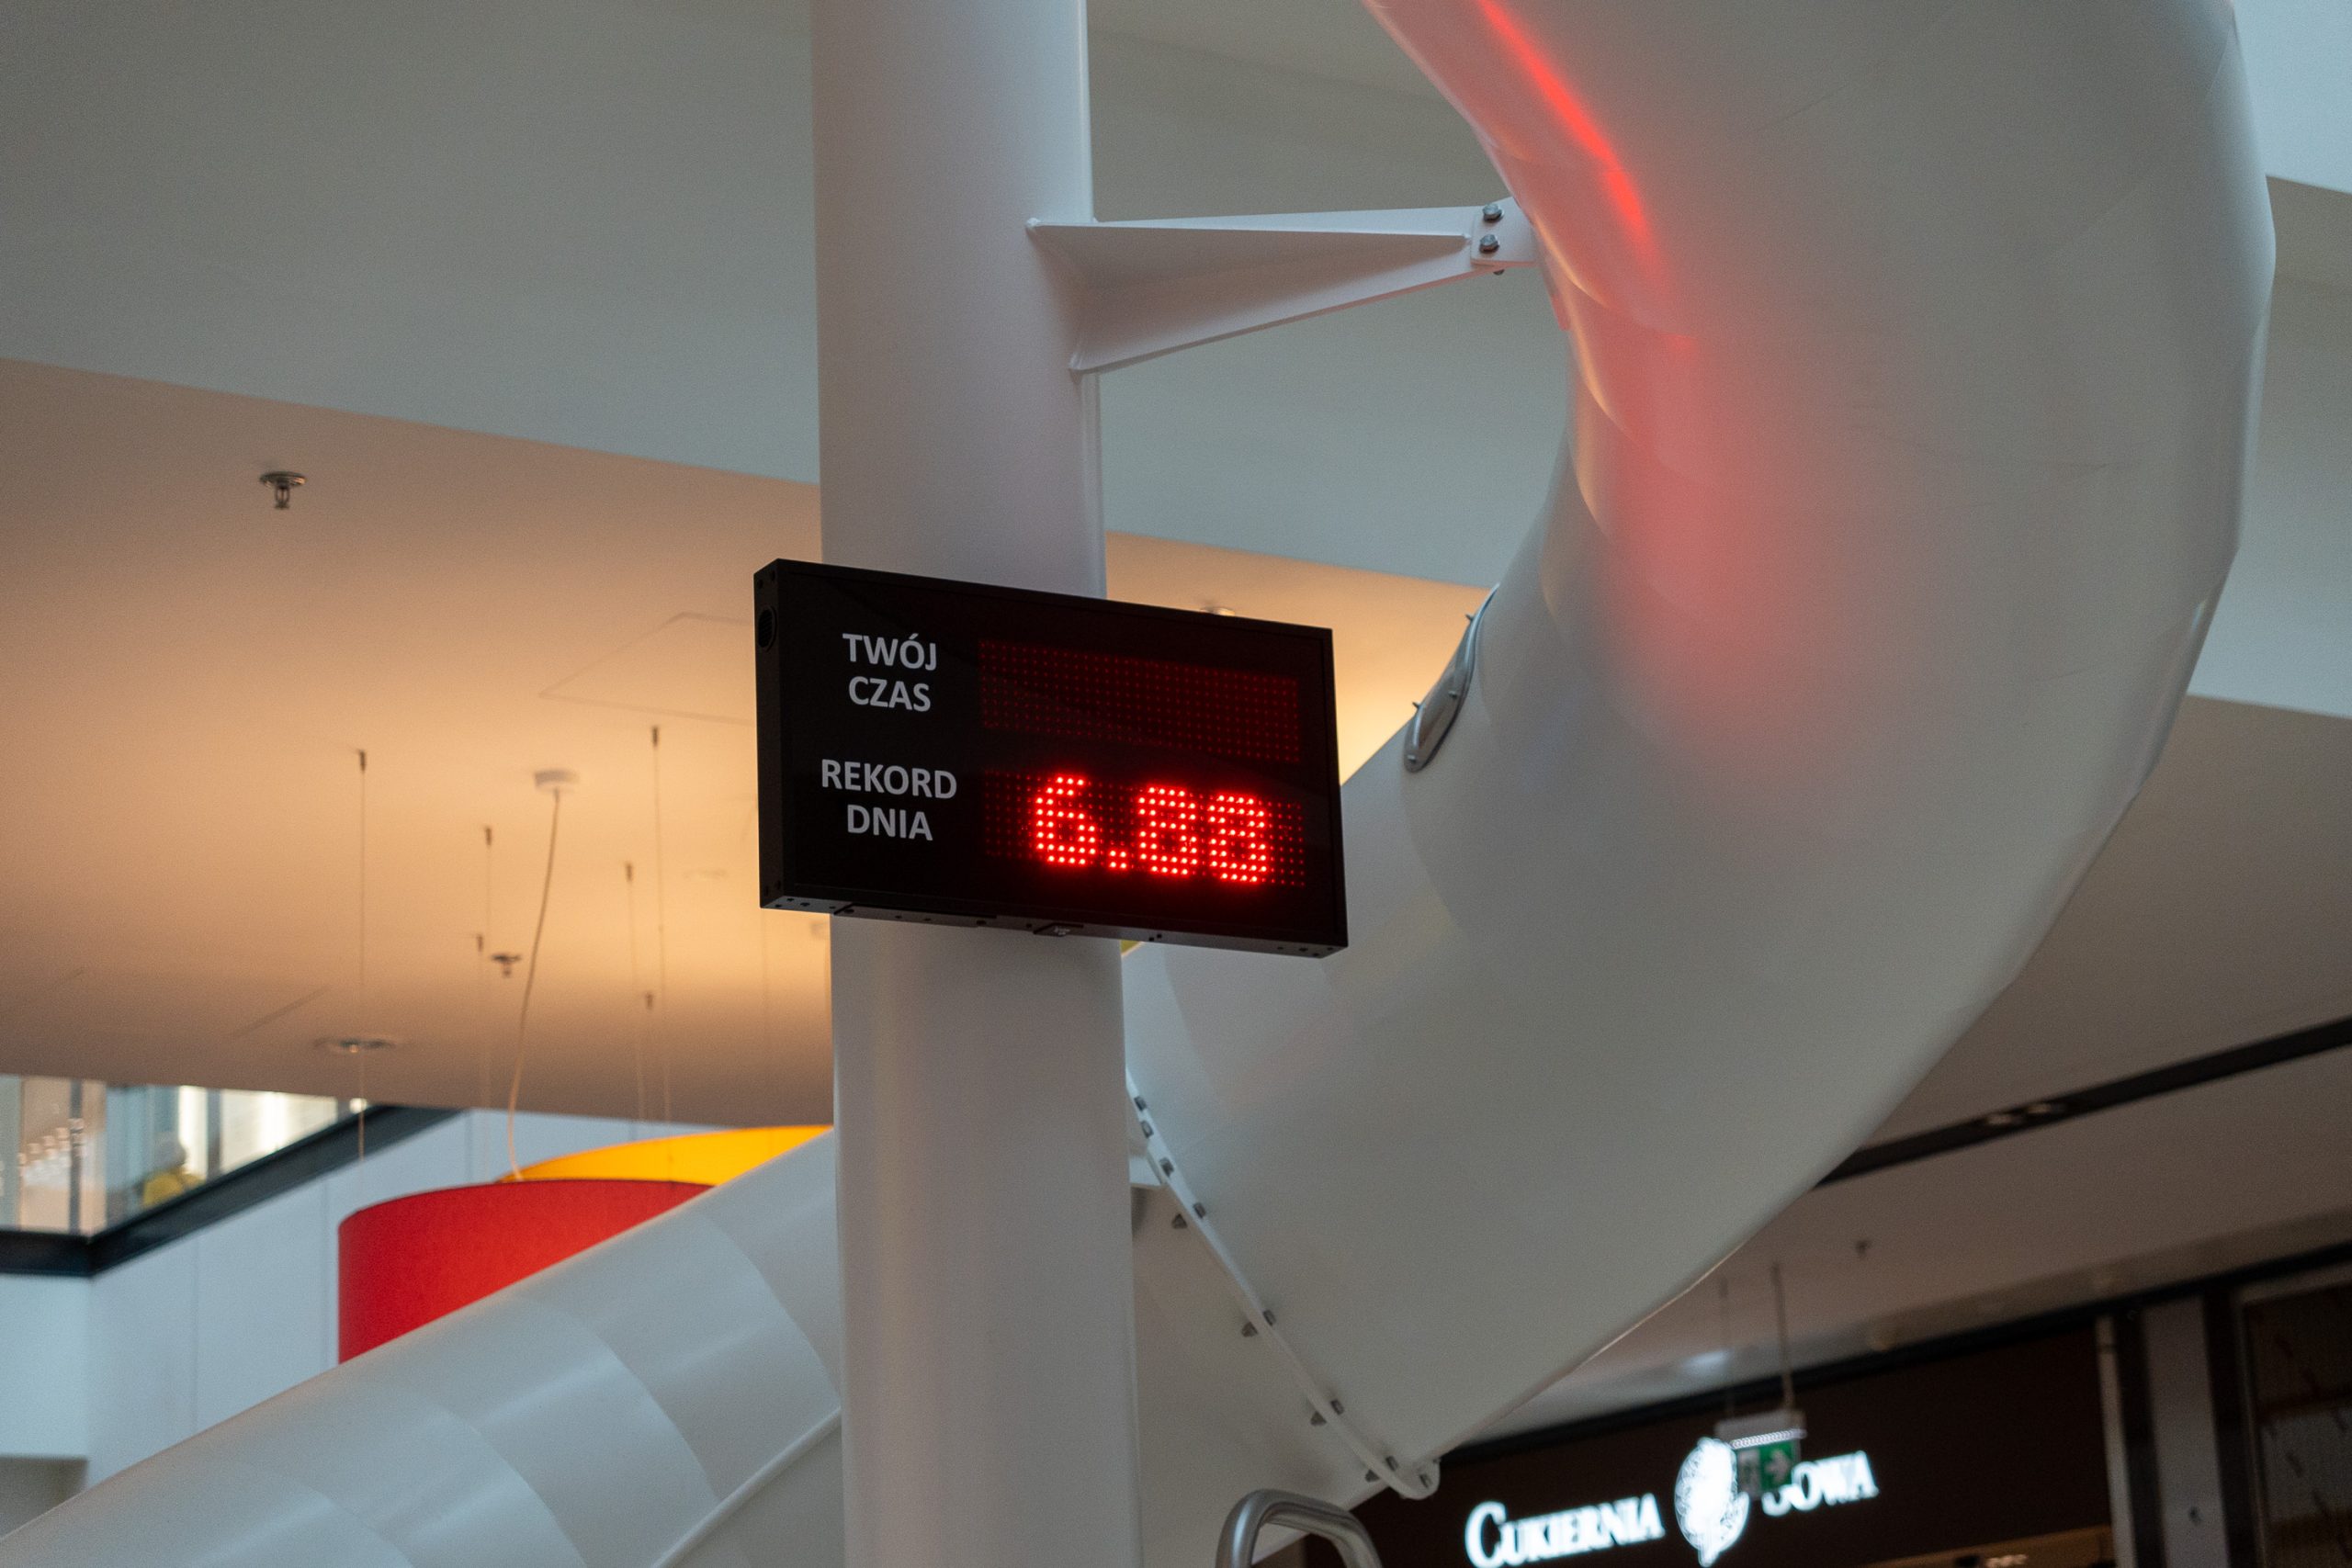 TWÓJ
CZAS
REKORD
DNIA
6.88
CUKIERNIA SOWA